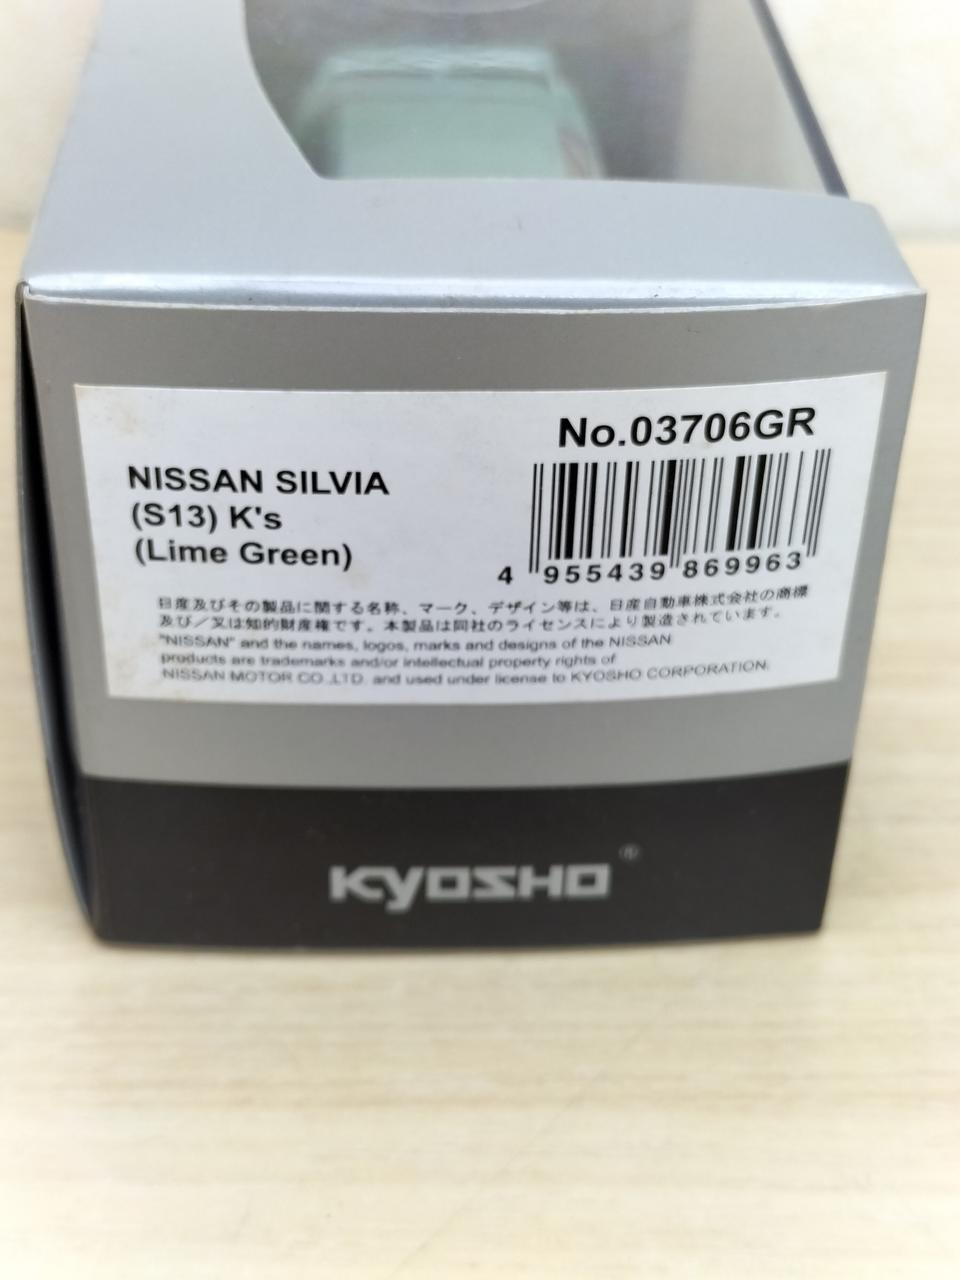 No.03706GR
NISSAN SILVIA
(S13) K's
(Lime Green)
4 955439 869963
日産及びその製品に関する名称、マーク、デザイン等は、日産自動車株式会社の商標
及び／又は知的財産権です。本製品は同社のライセンスにより製造されています。
"NISSAN" and the names, logos, marks and designs of the NISSAN
products are trademarks and/or intellectual property rights of
NISSAN MOTOR CO.,LTD. and used under license to KYOSHO CORPORATION.
KYOSHO®